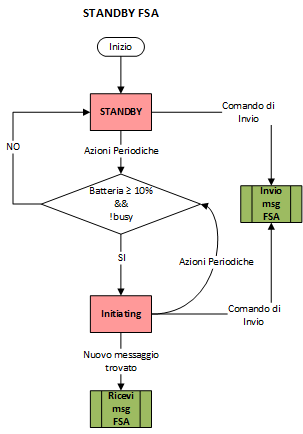 STANDBY FSA
Inizio
STANDBY
Comando di
Invio
NO
Azioni Periodiche
Batteria ≥ 10%
&&
!busy
Invio
msg
FSA
SI
Azioni Periodiche
Initiating
Comando di
Invio
Nuovo messaggio
trovato
Ricevi
msg
FSA